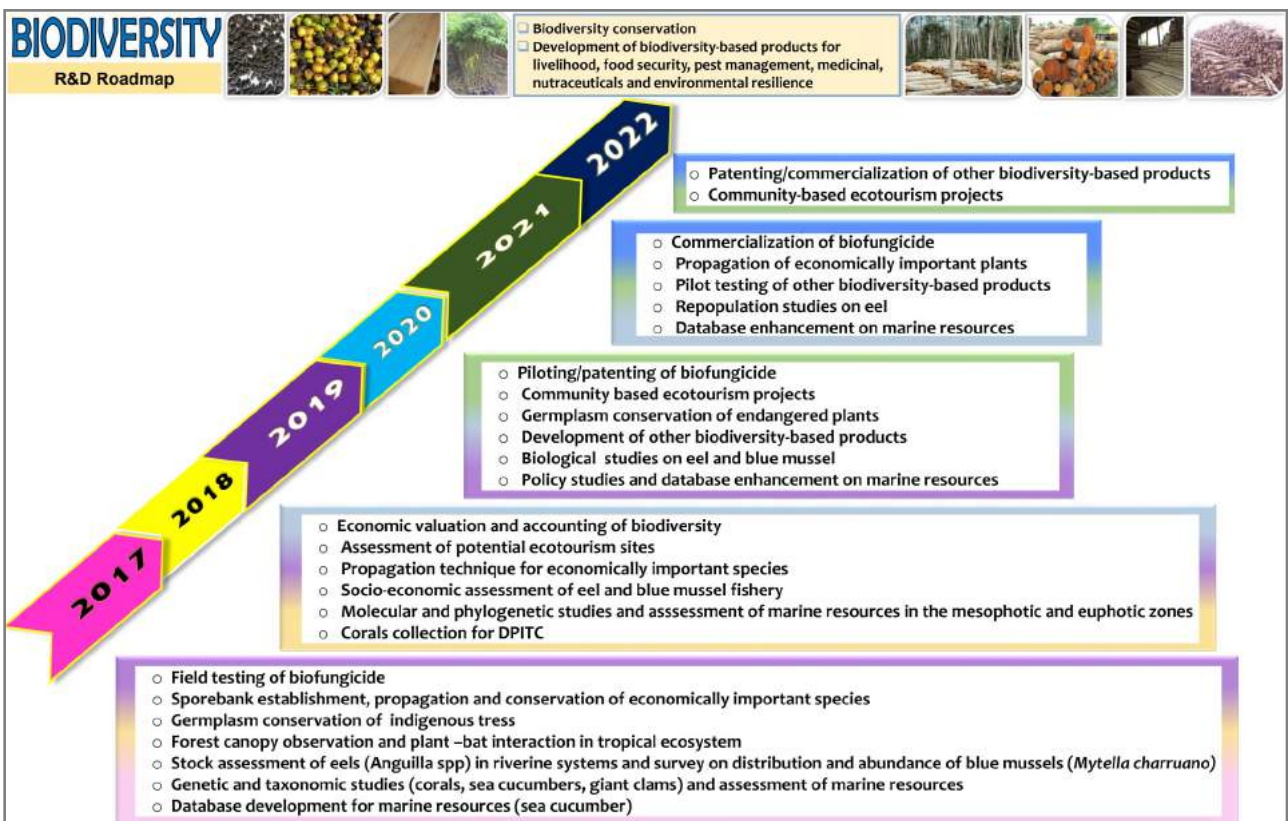 BIODIVERSITY
R&D Roadmap
❑ Biodiversity conservation
❑ Development of biodiversity-based products for
livelihood, food security, pest management, medicinal,
nutraceuticals and environmental resilience
2022
2021
2020
2019
2018
2017
○ Patenting/commercialization of other biodiversity-based products
○ Community-based ecotourism projects
○ Commercialization of biofungicide
○ Propagation of economically important plants
○ Pilot testing of other biodiversity-based products
○ Repopulation studies on eel
○ Database enhancement on marine resources
○ Piloting/patenting of biofungicide
○ Community based ecotourism projects
○ Germplasm conservation of endangered plants
○ Development of other biodiversity-based products
○ Biological studies on eel and blue mussel
○ Policy studies and database enhancement on marine resources
○ Economic valuation and accounting of biodiversity
○ Assessment of potential ecotourism sites
○ Propagation technique for economically important species
○ Socio-economic assessment of eel and blue mussel fishery
○ Molecular and phylogenetic studies and asssessment of marine resources in the mesophotic and euphotic zones
○ Corals collection for DPITC
○ Field testing of biofungicide
○ Sporebank establishment, propagation and conservation of economically important species
○ Germplasm conservation of indigenous tress
○ Forest canopy observation and plant –bat interaction in tropical ecosystem
○ Stock assessment of eels (Anguilla spp) in riverine systems and survey on distribution and abundance of blue mussels (Mytella charruano)
○ Genetic and taxonomic studies (corals, sea cucumbers, giant clams) and assessment of marine resources
○ Database development for marine resources (sea cucumber)